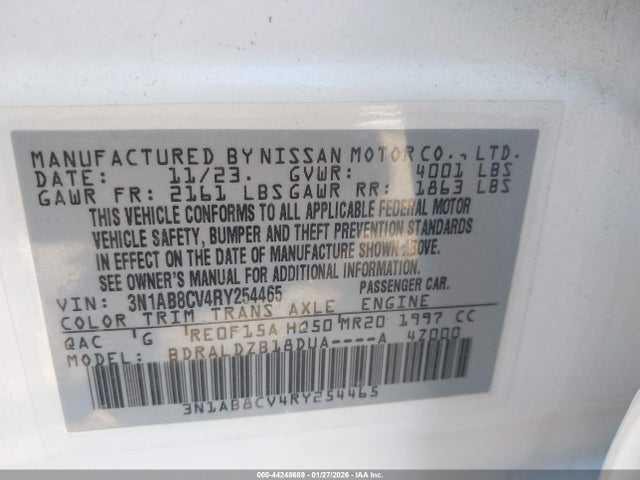 MANUFACTURED BY NISSAN MOTOR CO., LTD.
DATE: 11/23. GVWR: 4001 LBS
GAWR FR: 2161 LBS GAWR RR: 1863 LBS
THIS VEHICLE CONFORMS TO ALL APPLICABLE FEDERAL MOTOR
VEHICLE SAFETY, BUMPER AND THEFT PREVENTION STANDARDS
IN EFFECT ON THE DATE OF MANUFACTURE SHOWN ABOVE.
SEE OWNER'S MANUAL FOR ADDITIONAL INFORMATION
VIN: 3N1AB8CV4RY254465 PASSENGER CAR.
COLOR TRIM TRANS AXLE ENGINE
QAC G RE0F15A HQ50 MR20 1997 CC
MODEL: BDRALDZB18DUA----A 47000
3N1AB8CV4RY254465
000-44248689 - 01/27/2026 - IAA, Inc.